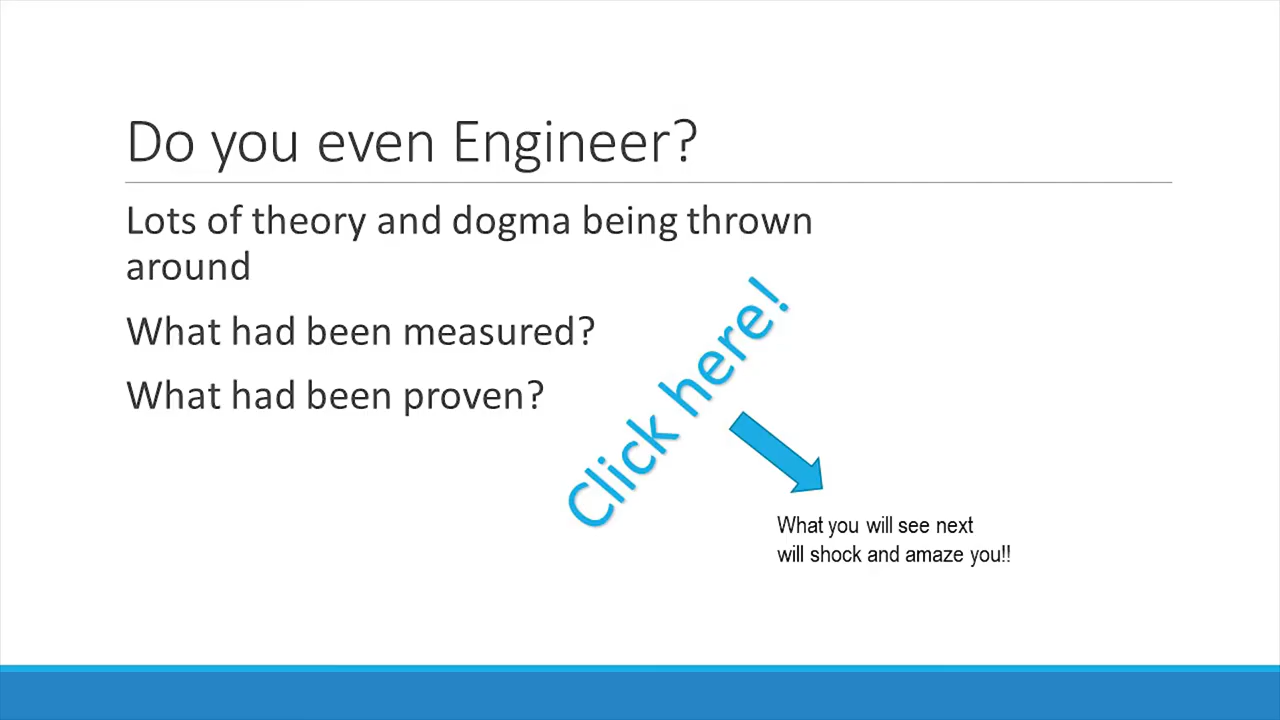 Do you even Engineer?
Lots of theory and dogma being thrown
around
What had been measured?
What had been proven?
Click here!
What you will see next
will shock and amaze you!!